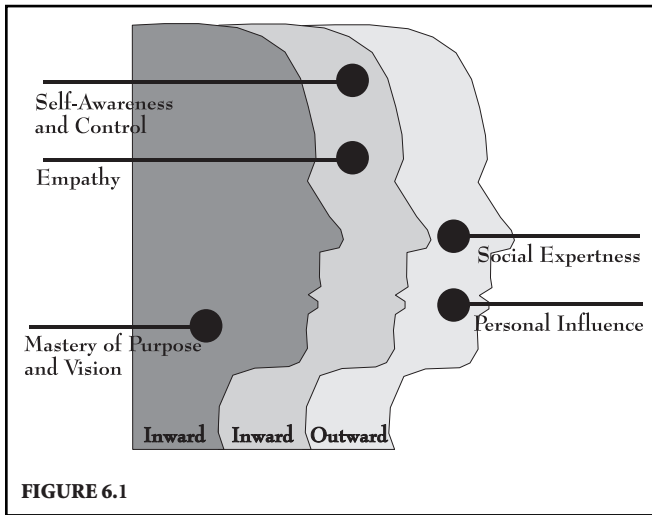 Self-Awareness
and Control
Empathy
Social Expertness
Personal Influence
Mastery of Purpose
and Vision
Inward
Inward
Outward
FIGURE 6.1